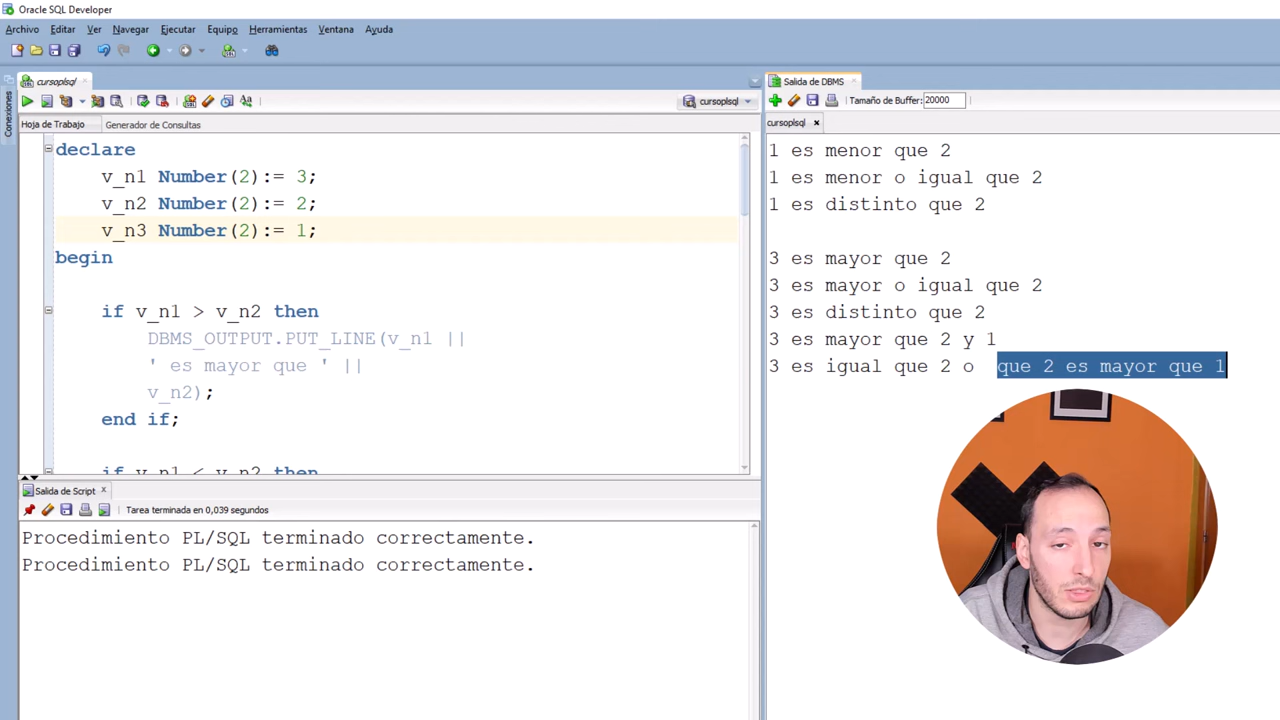 Oracle SQL Developer
Archivo Editar Ver Navegar Ejecutar Equipo Herramientas Ventana Ayuda
Conexiones
cursoplsql
cursoplsql
Hoja de Trabajo Generador de Consultas
declare
v_n1 Number(2):= 3;
v_n2 Number(2):= 2;
v_n3 Number(2):= 1;
begin
if v_n1 > v_n2 then
DBMS_OUTPUT.PUT_LINE(v_n1 ||
' es mayor que ' ||
v_n2);
end if;
if v_n1 < v_n2 then
Salida de Script
Tarea terminada en 0,039 segundos
Procedimiento PL/SQL terminado correctamente.
Procedimiento PL/SQL terminado correctamente.
Salida de DBMS
Tamaño de Buffer: 20000
cursoplsql
1 es menor que 2
1 es menor o igual que 2
1 es distinto que 2
3 es mayor que 2
3 es mayor o igual que 2
3 es distinto que 2
3 es mayor que 2 y 1
3 es igual que 2 o que 2 es mayor que 1